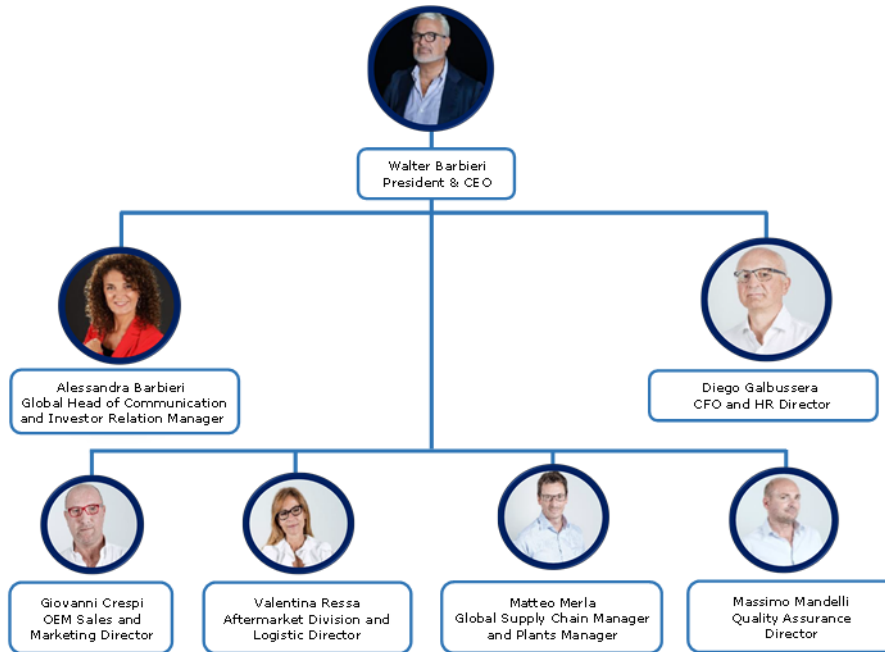 Walter Barbieri
President & CEO
Alessandra Barbieri
Global Head of Communication
and Investor Relation Manager
Diego Galbussera
CFO and HR Director
Giovanni Crespi
OEM Sales and
Marketing Director
Valentina Ressa
Aftermarket Division and
Logistic Director
Matteo Merla
Global Supply Chain Manager
and Plants Manager
Massimo Mandelli
Quality Assurance
Director